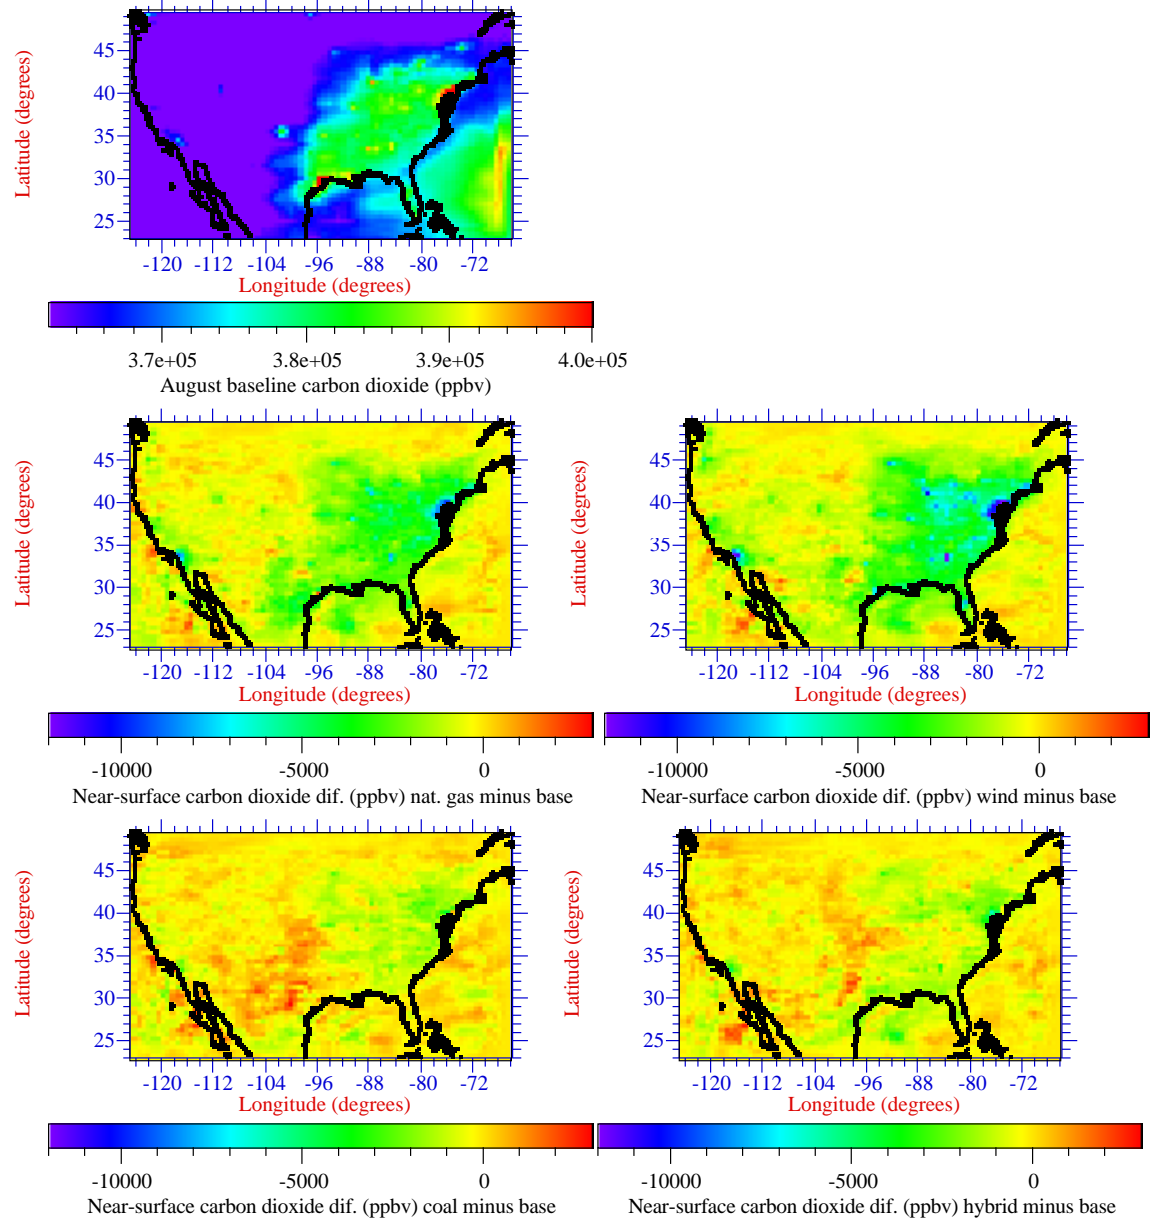 45
40
35
30
25
Latitude (degrees)
-120 -112 -104 -96 -88 -80 -72
Longitude (degrees)
3.7e+05 3.8e+05 3.9e+05 4.0e+05
August baseline carbon dioxide (ppbv)
45
40
35
30
25
Latitude (degrees)
-120 -112 -104 -96 -88 -80 -72
Longitude (degrees)
-10000 -5000 0
Near-surface carbon dioxide dif. (ppbv) nat. gas minus base
45
40
35
30
25
Latitude (degrees)
-120 -112 -104 -96 -88 -80 -72
Longitude (degrees)
-10000 -5000 0
Near-surface carbon dioxide dif. (ppbv) wind minus base
45
40
35
30
25
Latitude (degrees)
-120 -112 -104 -96 -88 -80 -72
Longitude (degrees)
-10000 -5000 0
Near-surface carbon dioxide dif. (ppbv) coal minus base
45
40
35
30
25
Latitude (degrees)
-120 -112 -104 -96 -88 -80 -72
Longitude (degrees)
-10000 -5000 0
Near-surface carbon dioxide dif. (ppbv) hybrid minus base